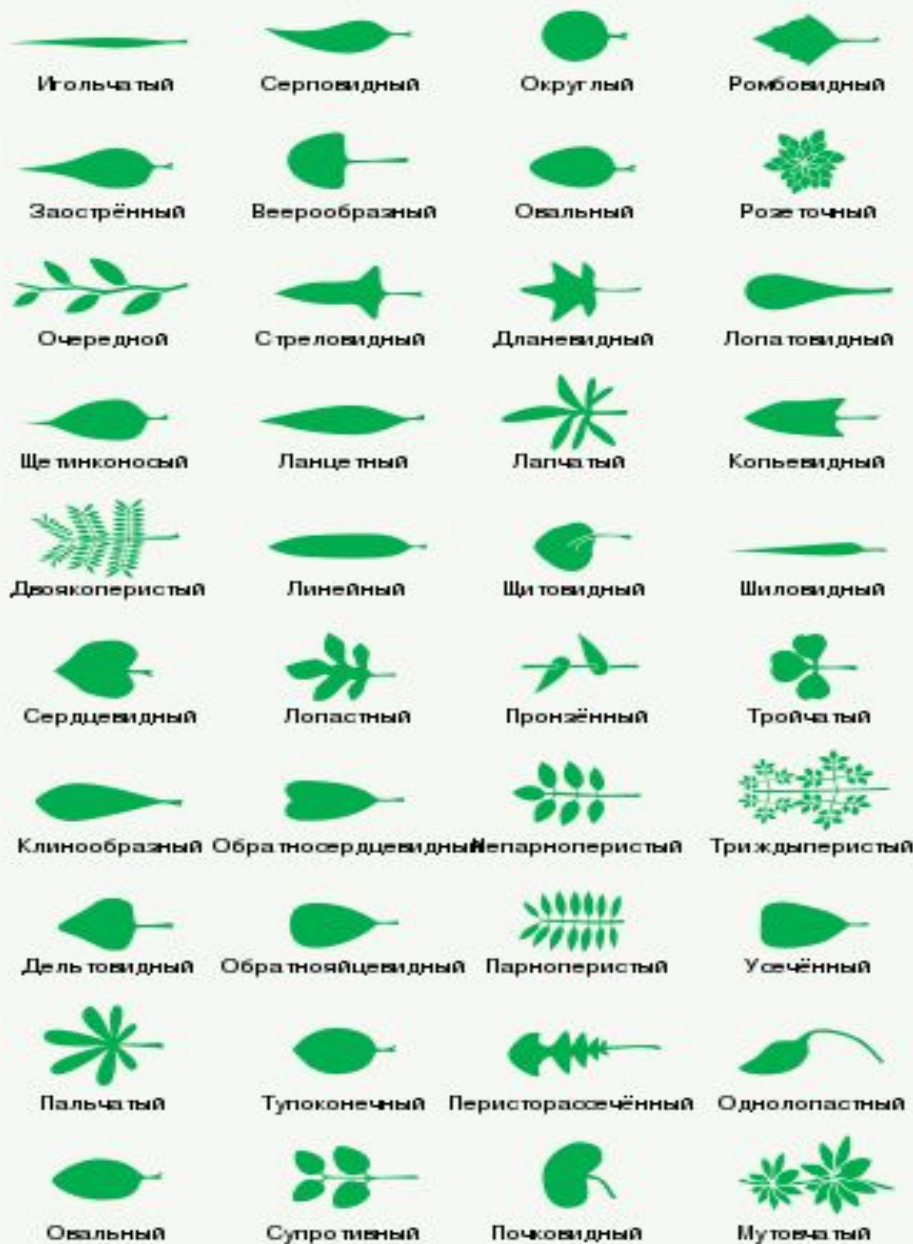 Игольчатый Серповидный Округлый Ромбовидный
Заострённый Веерообразный Овальный Розеточный
Очередной Стреловидный Дланевидный Лопатовидный
Щетинконосый Ланцетный Лапчатый Копьевидный
Двоякоперистый Линейный Щитовидный Шиловидный
Сердцевидный Лопастный Пронзённый Тройчатый
Клинообразный Обратносердцевидный Непарноперистый Триждыперистый
Дельтовидный Обратнояйцевидный Парноперистый Усечённый
Пальчатый Тупоконечный Перисторассечённый Однолопастный
Овальный Супротивный Почковидный Мутовчатый